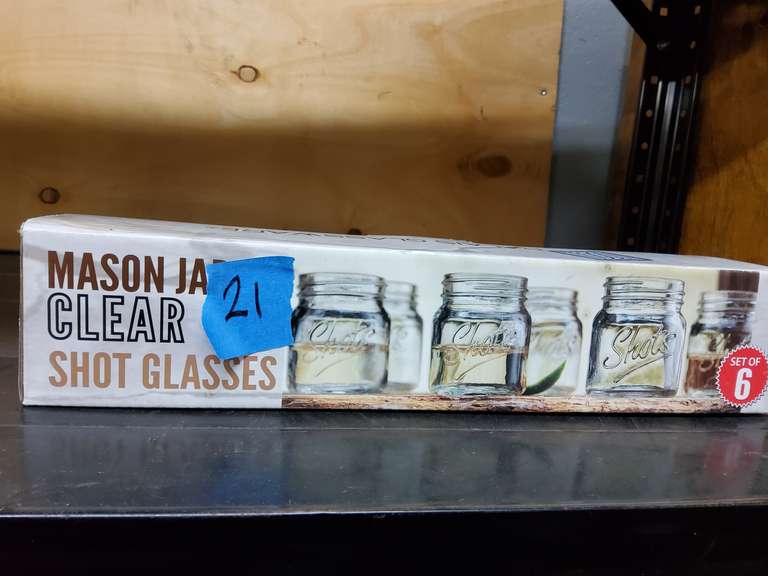 MASON JA
CLEAR
SHOT GLASSES
21
Shots
Shots
Shots
SET OF
6